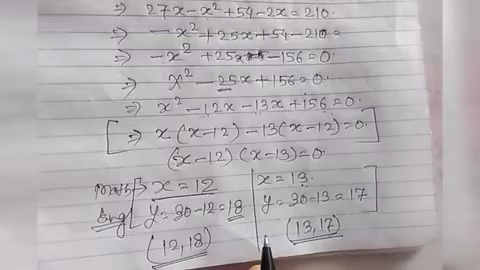 ⇒ 27x-x²+54-2x=210.
⇒ -x²+25x+54-210=
⇒ -x²+25x-156=0.
⇒ x²-25x+156=0.
⇒ x²-12x-13x+156=0.
⇒ x(x-12)-13(x-12)=0.
(x-12)(x-13)=0.
Math⇒ x=12 | x=13.
Eng y=30-12=18 | y=30-13=17
(12,18) | (13,17)